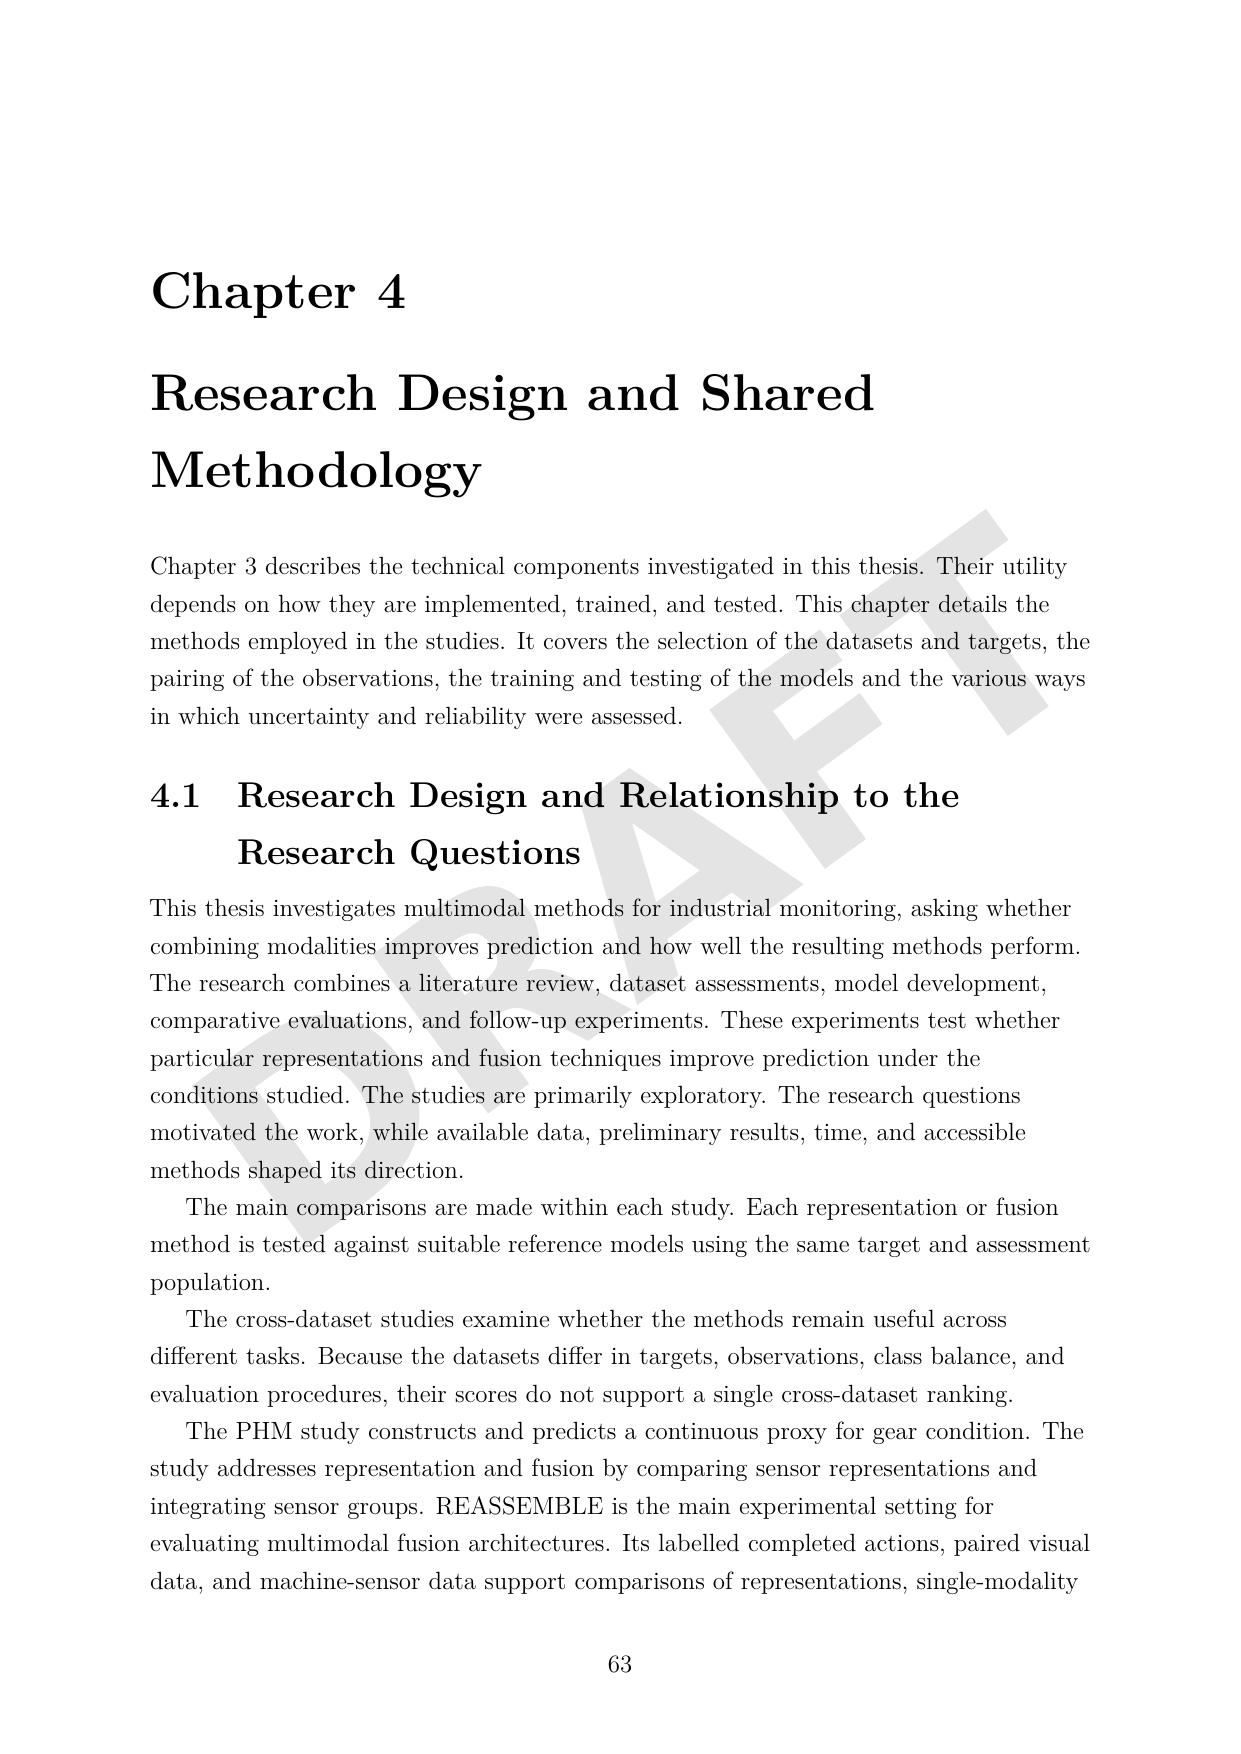 Chapter 4
Research Design and Shared
Methodology
Chapter 3 describes the technical components investigated in this thesis. Their utility
depends on how they are implemented, trained, and tested. This chapter details the
methods employed in the studies. It covers the selection of the datasets and targets, the
pairing of the observations, the training and testing of the models and the various ways
in which uncertainty and reliability were assessed.
4.1 Research Design and Relationship to the
Research Questions
This thesis investigates multimodal methods for industrial monitoring, asking whether
combining modalities improves prediction and how well the resulting methods perform.
The research combines a literature review, dataset assessments, model development,
comparative evaluations, and follow-up experiments. These experiments test whether
particular representations and fusion techniques improve prediction under the
conditions studied. The studies are primarily exploratory. The research questions
motivated the work, while available data, preliminary results, time, and accessible
methods shaped its direction.
The main comparisons are made within each study. Each representation or fusion
method is tested against suitable reference models using the same target and assessment
population.
The cross-dataset studies examine whether the methods remain useful across
different tasks. Because the datasets differ in targets, observations, class balance, and
evaluation procedures, their scores do not support a single cross-dataset ranking.
The PHM study constructs and predicts a continuous proxy for gear condition. The
study addresses representation and fusion by comparing sensor representations and
integrating sensor groups. REASSEMBLE is the main experimental setting for
evaluating multimodal fusion architectures. Its labelled completed actions, paired visual
data, and machine-sensor data support comparisons of representations, single-modality
63
DRAFT